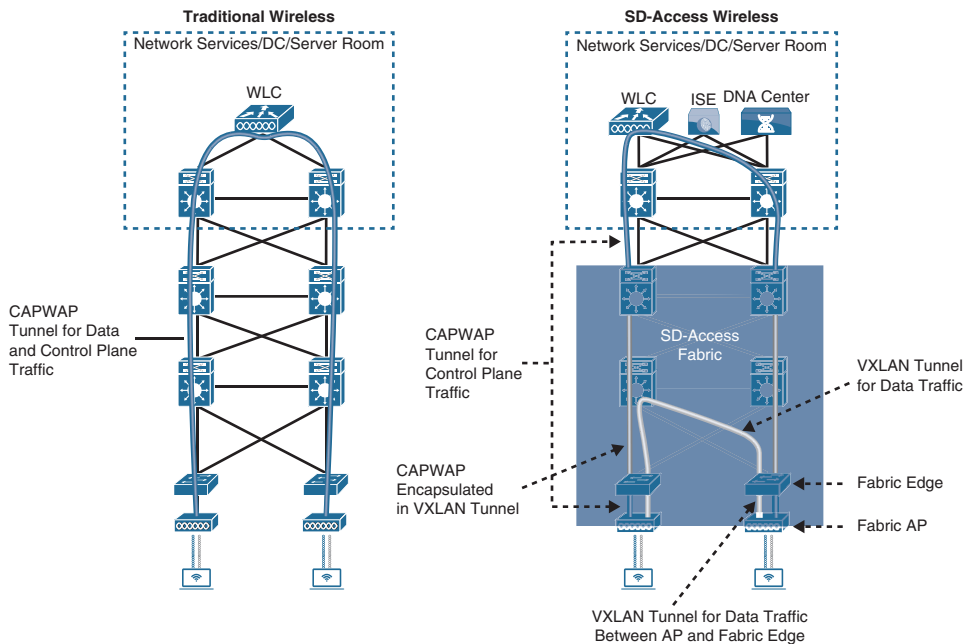 Traditional Wireless
Network Services/DC/Server Room
WLC
CAPWAP
Tunnel for Data
and Control Plane
Traffic
SD-Access Wireless
Network Services/DC/Server Room
WLC
ISE
DNA Center
CAPWAP
Tunnel for
Control Plane
Traffic
SD-Access
Fabric
VXLAN Tunnel
for Data Traffic
CAPWAP
Encapsulated
in VXLAN Tunnel
Fabric Edge
Fabric AP
VXLAN Tunnel for Data Traffic
Between AP and Fabric Edge